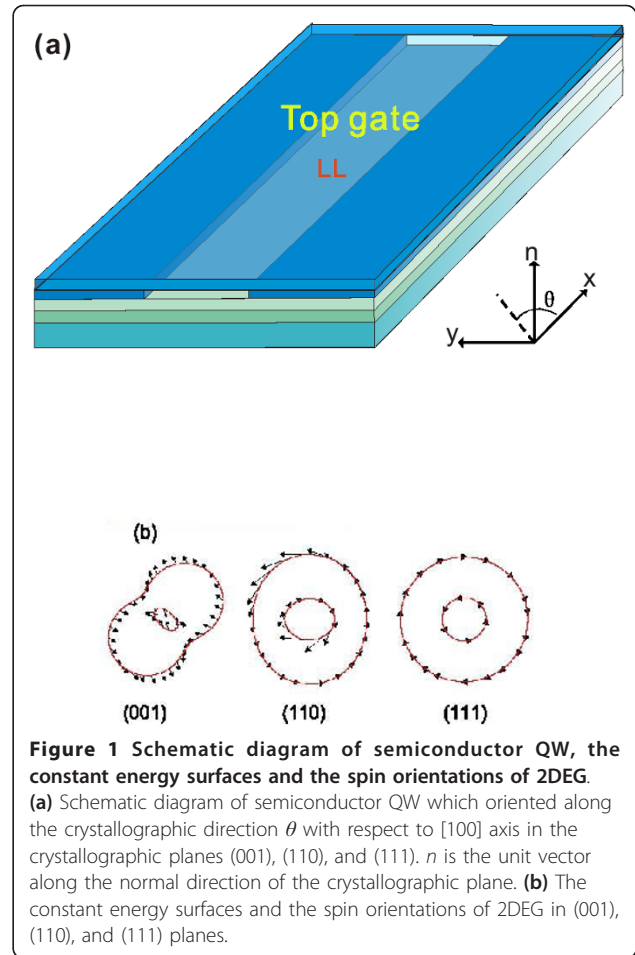 (a)
Top gate
LL
n
x
θ
y
(b)
(001)
(110)
(111)
Figure 1 Schematic diagram of semiconductor QW, the
constant energy surfaces and the spin orientations of 2DEG.
(a) Schematic diagram of semiconductor QW which oriented along
the crystallographic direction θ with respect to [100] axis in the
crystallographic planes (001), (110), and (111). n is the unit vector
along the normal direction of the crystallographic plane. (b) The
constant energy surfaces and the spin orientations of 2DEG in (001),
(110), and (111) planes.